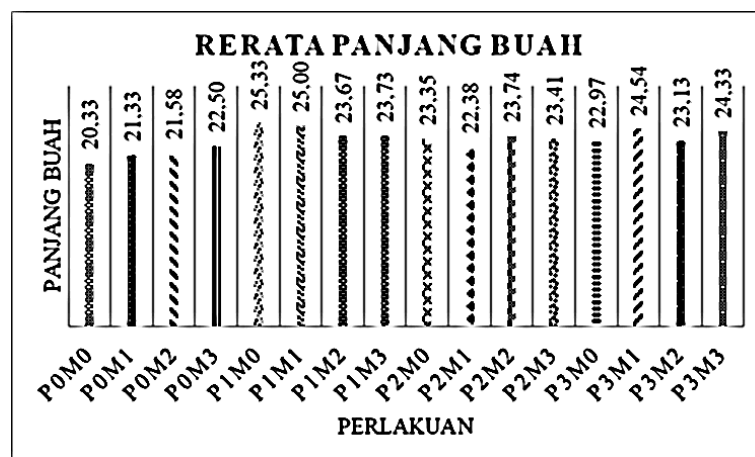 RERATA PANJANG BUAH
PANJANG BUAH
20.33 21.33 21.58 22.50 25.33 25.00 23.67 23.73 23.35 22.38 23.74 23.41 22.97 24.54 23.13 24.33
P0M0 P0M1 P0M2 P0M3 P1M0 P1M1 P1M2 P1M3 P2M0 P2M1 P2M2 P2M3 P3M0 P3M1 P3M2 P3M3
PERLAKUAN